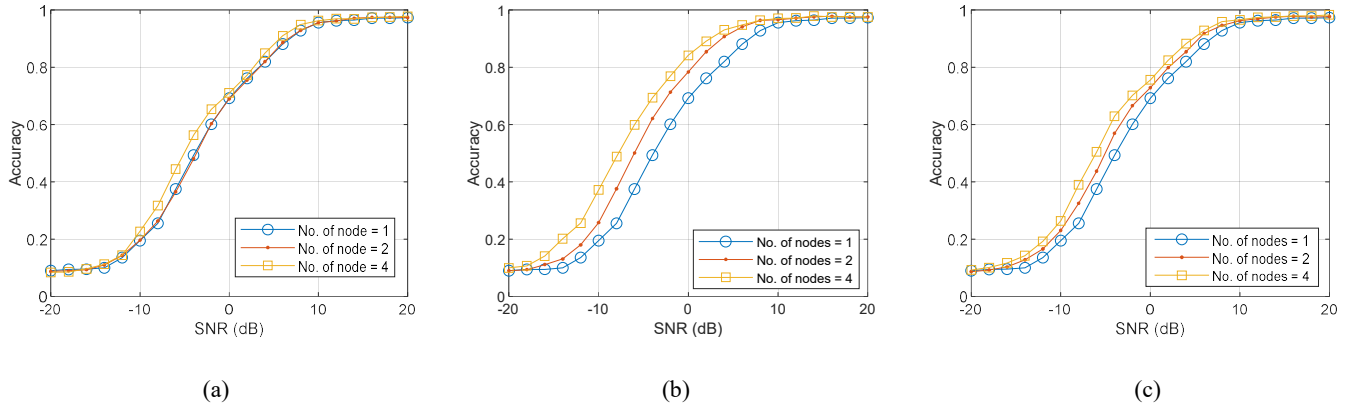 1
0.8
0.6
0.4
0.2
0
Accuracy
-20
-10
0
10
20
SNR (dB)
No. of node = 1
No. of node = 2
No. of node = 4
(a)
1
0.8
0.6
0.4
0.2
0
Accuracy
-20
-10
0
10
20
SNR (dB)
No. of nodes = 1
No. of nodes = 2
No. of nodes = 4
(b)
1
0.8
0.6
0.4
0.2
0
Accuracy
-20
-10
0
10
20
SNR (dB)
No. of nodes = 1
No. of nodes = 2
No. of nodes = 4
(c)